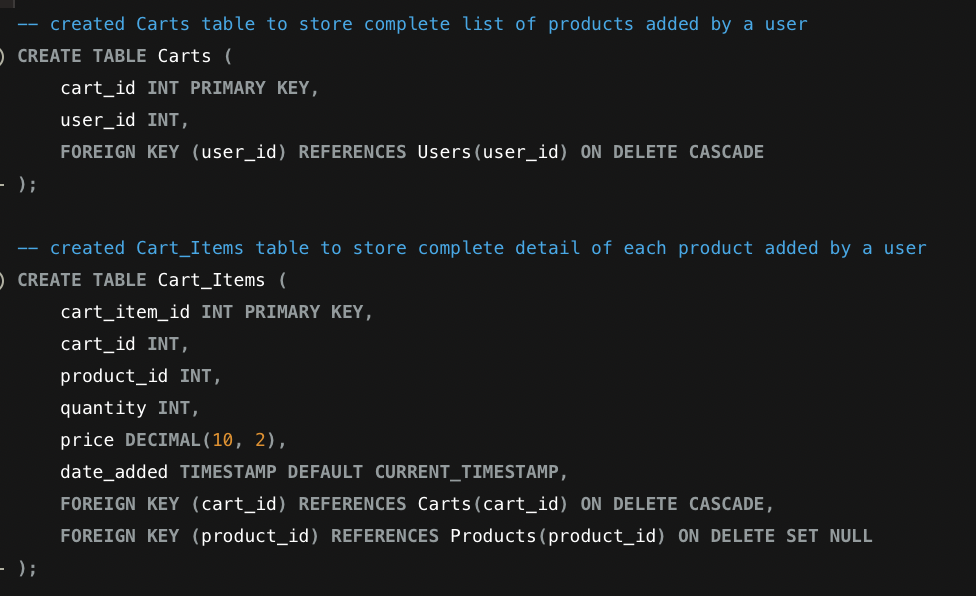 -- created Carts table to store complete list of products added by a user
CREATE TABLE Carts (
    cart_id INT PRIMARY KEY,
    user_id INT,
    FOREIGN KEY (user_id) REFERENCES Users(user_id) ON DELETE CASCADE
);

-- created Cart_Items table to store complete detail of each product added by a user
CREATE TABLE Cart_Items (
    cart_item_id INT PRIMARY KEY,
    cart_id INT,
    product_id INT,
    quantity INT,
    price DECIMAL(10, 2),
    date_added TIMESTAMP DEFAULT CURRENT_TIMESTAMP,
    FOREIGN KEY (cart_id) REFERENCES Carts(cart_id) ON DELETE CASCADE,
    FOREIGN KEY (product_id) REFERENCES Products(product_id) ON DELETE SET NULL
);